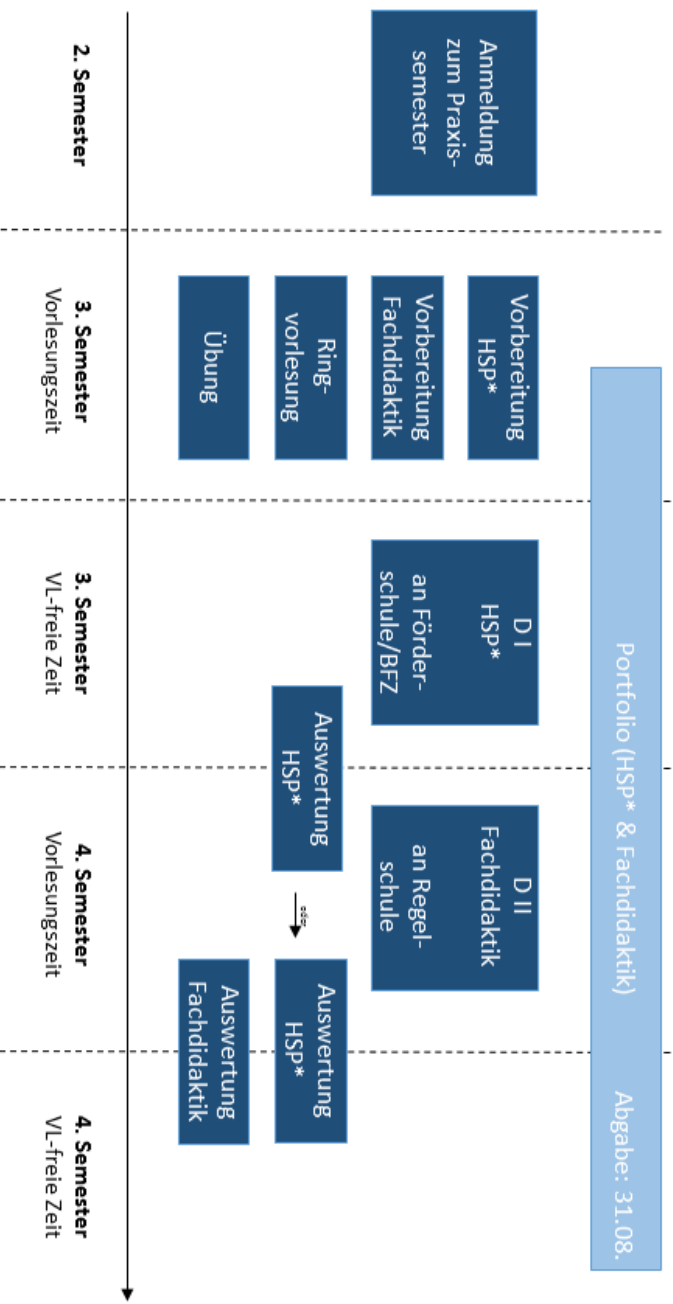 Portfolio (HSP* & Fachdidaktik)
Abgabe: 31.08.
Anmeldung
zum Praxis-
semester
Vorbereitung
HSP*
Vorbereitung
Fachdidaktik
Ring-
vorlesung
Übung
D I
HSP*
an Förder-
schule/BFZ
Auswertung
HSP*
oder
D II
Fachdidaktik
an Regel-
schule
Auswertung
HSP*
Auswertung
Fachdidaktik
2. Semester
3. Semester
Vorlesungszeit
3. Semester
VL-freie Zeit
4. Semester
Vorlesungszeit
4. Semester
VL-freie Zeit